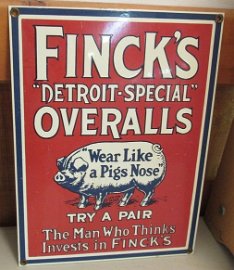 FINCK'S
"DETROIT-SPECIAL"
OVERALLS
"Wear Like
a Pigs Nose"
TRY A PAIR
The Man Who Thinks
Invests in FINCK'S